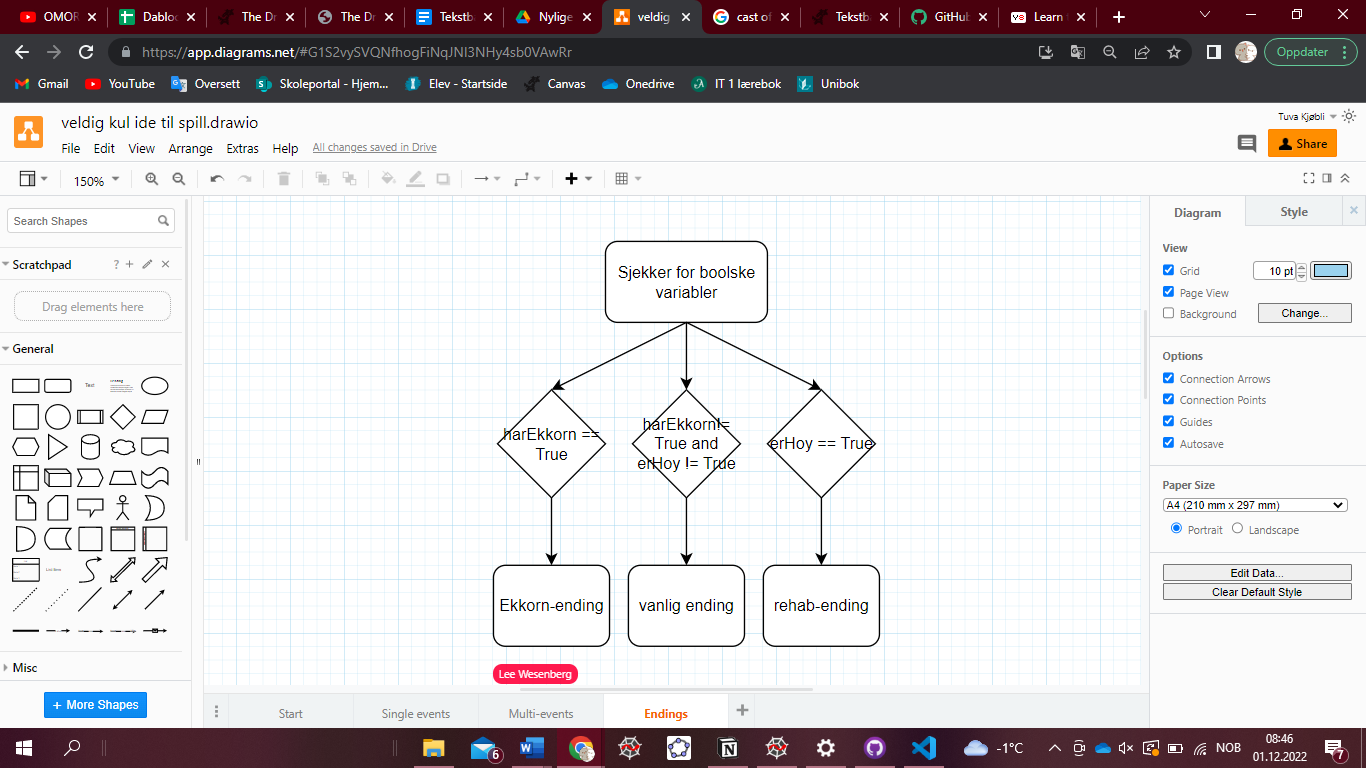 OMOR
Dabloo
The Dr
The Dr
Tekstb
Nylige
veldig
cast of
Tekstba
GitHub
Learn
https://app.diagrams.net/#G1S2vySVQNfhogFiNqJNI3NHy4sb0VAwRr
Oppdater
Gmail
YouTube
Oversett
Skoleportal - Hjem...
Elev - Startside
Canvas
Onedrive
IT 1 lærebok
Unibok
veldig kul ide til spill.drawio
Tuva Kjøbli
File Edit View Arrange Extras Help All changes saved in Drive
Share
150%
Search Shapes
Diagram
Style
Scratchpad
Drag elements here
General
Text
Misc
+ More Shapes
Sjekker for boolske
variabler
harEkkorn ==
True
harEkkorn!=
True and
erHoy != True
erHoy == True
Ekkorn-ending
vanlig ending
rehab-ending
Lee Wesenberg
View
Grid
10 pt
Page View
Background
Change...
Options
Connection Arrows
Connection Points
Guides
Autosave
Paper Size
A4 (210 mm x 297 mm)
Portrait
Landscape
Edit Data...
Clear Default Style
Start
Single events
Multi-events
Endings
6
-1°C
NOB
08:46
01.12.2022
7